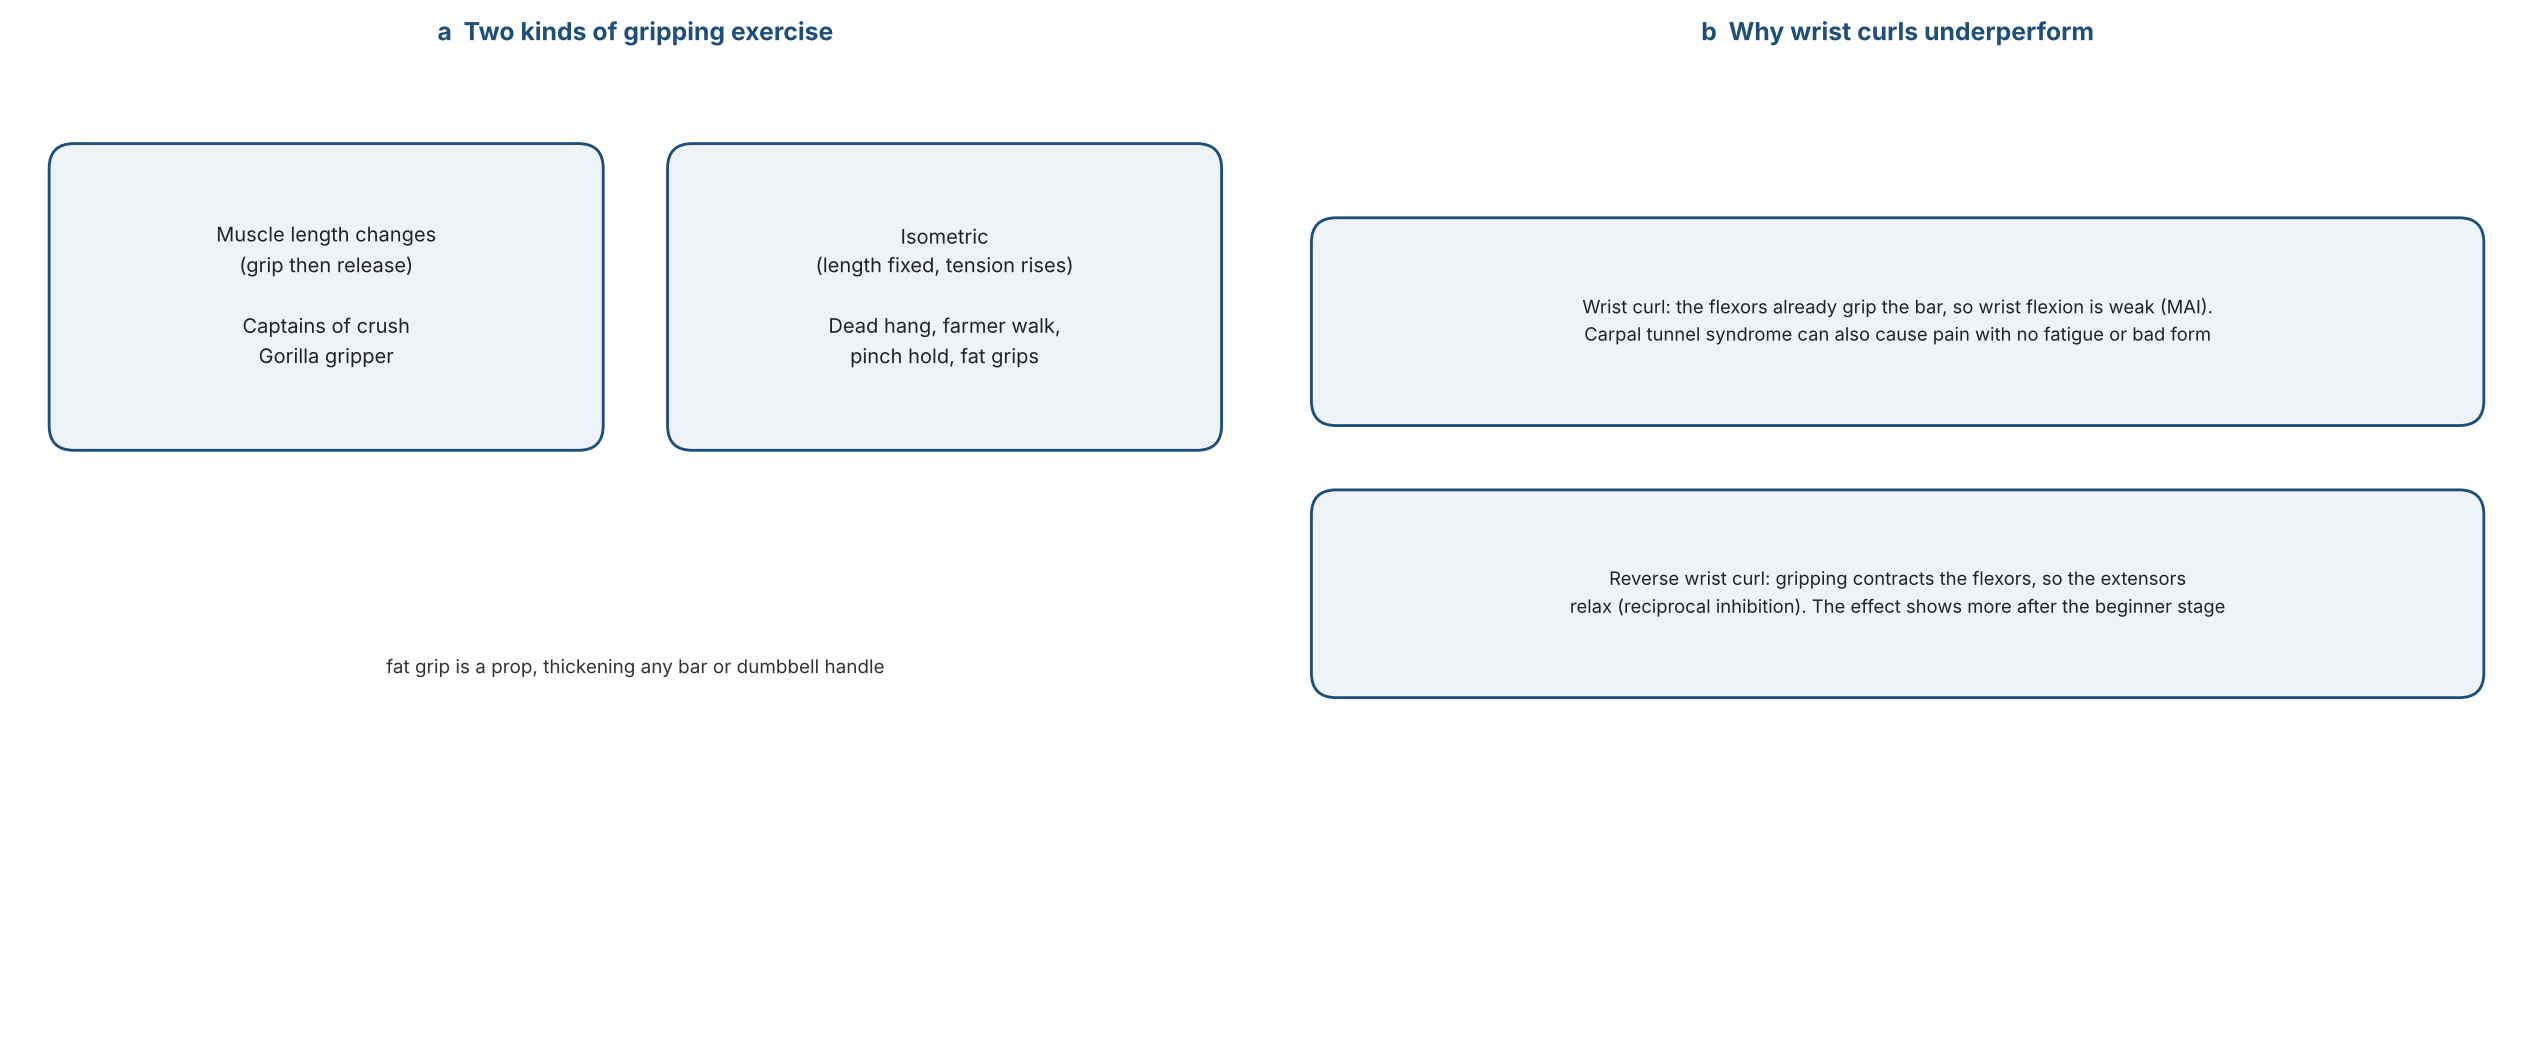 a Two kinds of gripping exercise
Muscle length changes
(grip then release)
Captains of crush
Gorilla gripper
Isometric
(length fixed, tension rises)
Dead hang, farmer walk,
pinch hold, fat grips
fat grip is a prop, thickening any bar or dumbbell handle
b Why wrist curls underperform
Wrist curl: the flexors already grip the bar, so wrist flexion is weak (MAI).
Carpal tunnel syndrome can also cause pain with no fatigue or bad form
Reverse wrist curl: gripping contracts the flexors, so the extensors
relax (reciprocal inhibition). The effect shows more after the beginner stage